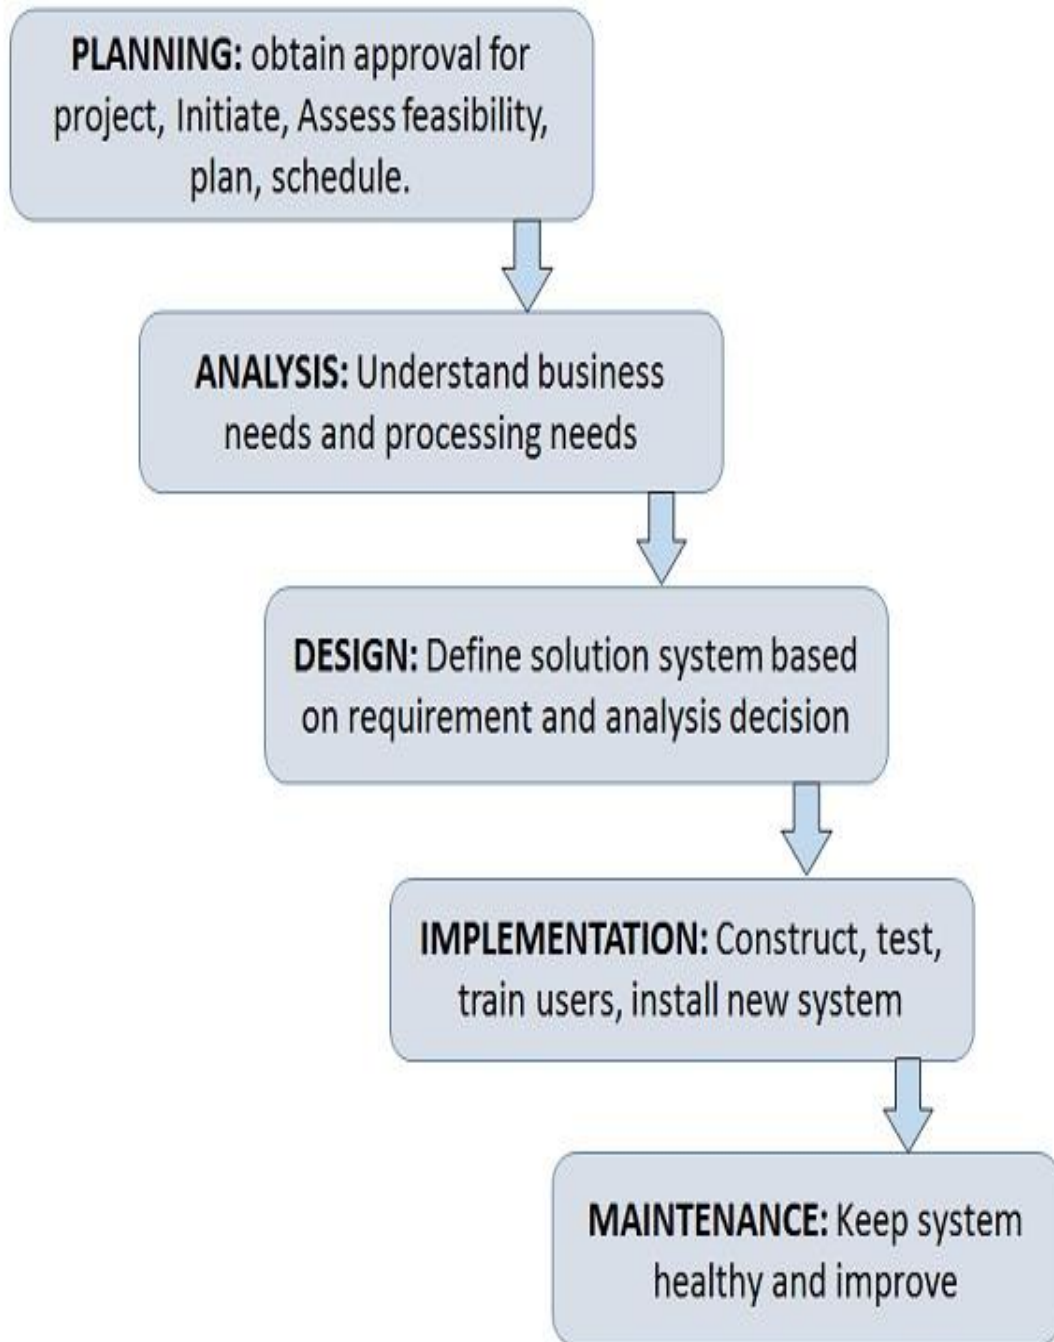 PLANNING: obtain approval for
project, Initiate, Assess feasibility,
plan, schedule.
ANALYSIS: Understand business
needs and processing needs
DESIGN: Define solution system based
on requirement and analysis decision
IMPLEMENTATION: Construct, test,
train users, install new system
MAINTENANCE: Keep system
healthy and improve